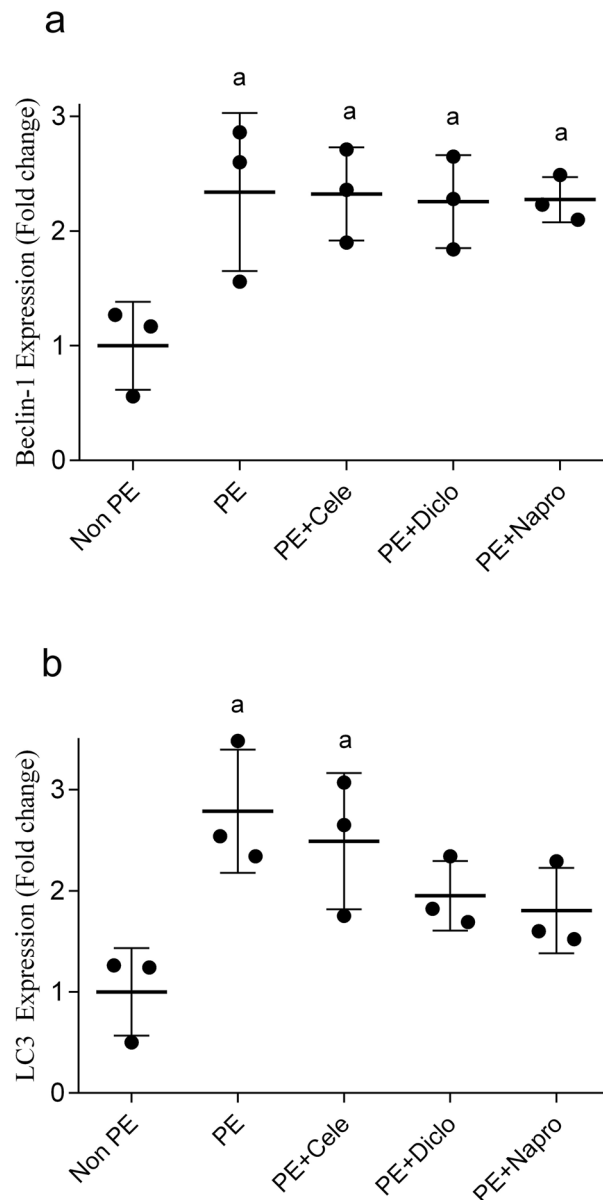 a
Beclin-1 Expression (Fold change)
3
2
1
0
a
a
a
a
Non PE
PE
PE+Cele
PE+Diclo
PE+Napro
b
LC3 Expression (Fold change)
3
2
1
0
a
a
Non PE
PE
PE+Cele
PE+Diclo
PE+Napro